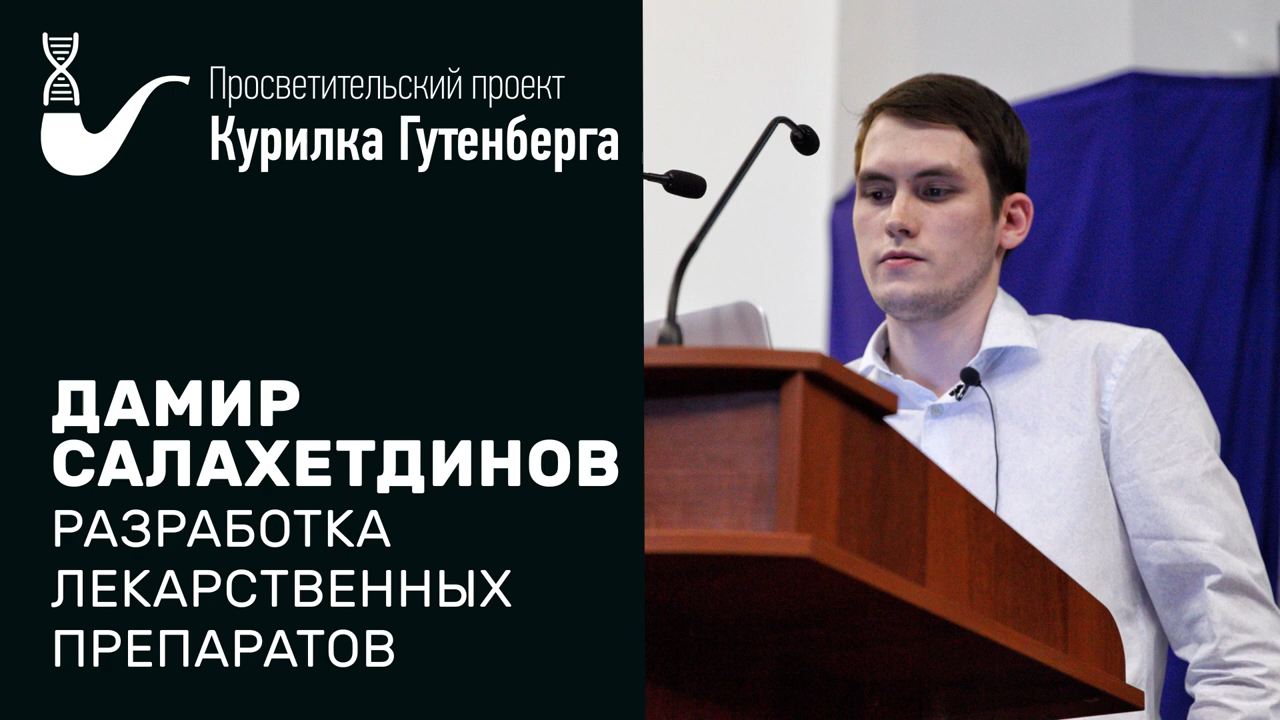 Просветительский проект
Курилка Гутенберга
ДАМИР
САЛАХЕТДИНОВ
РАЗРАБОТКА
ЛЕКАРСТВЕННЫХ
ПРЕПАРАТОВ